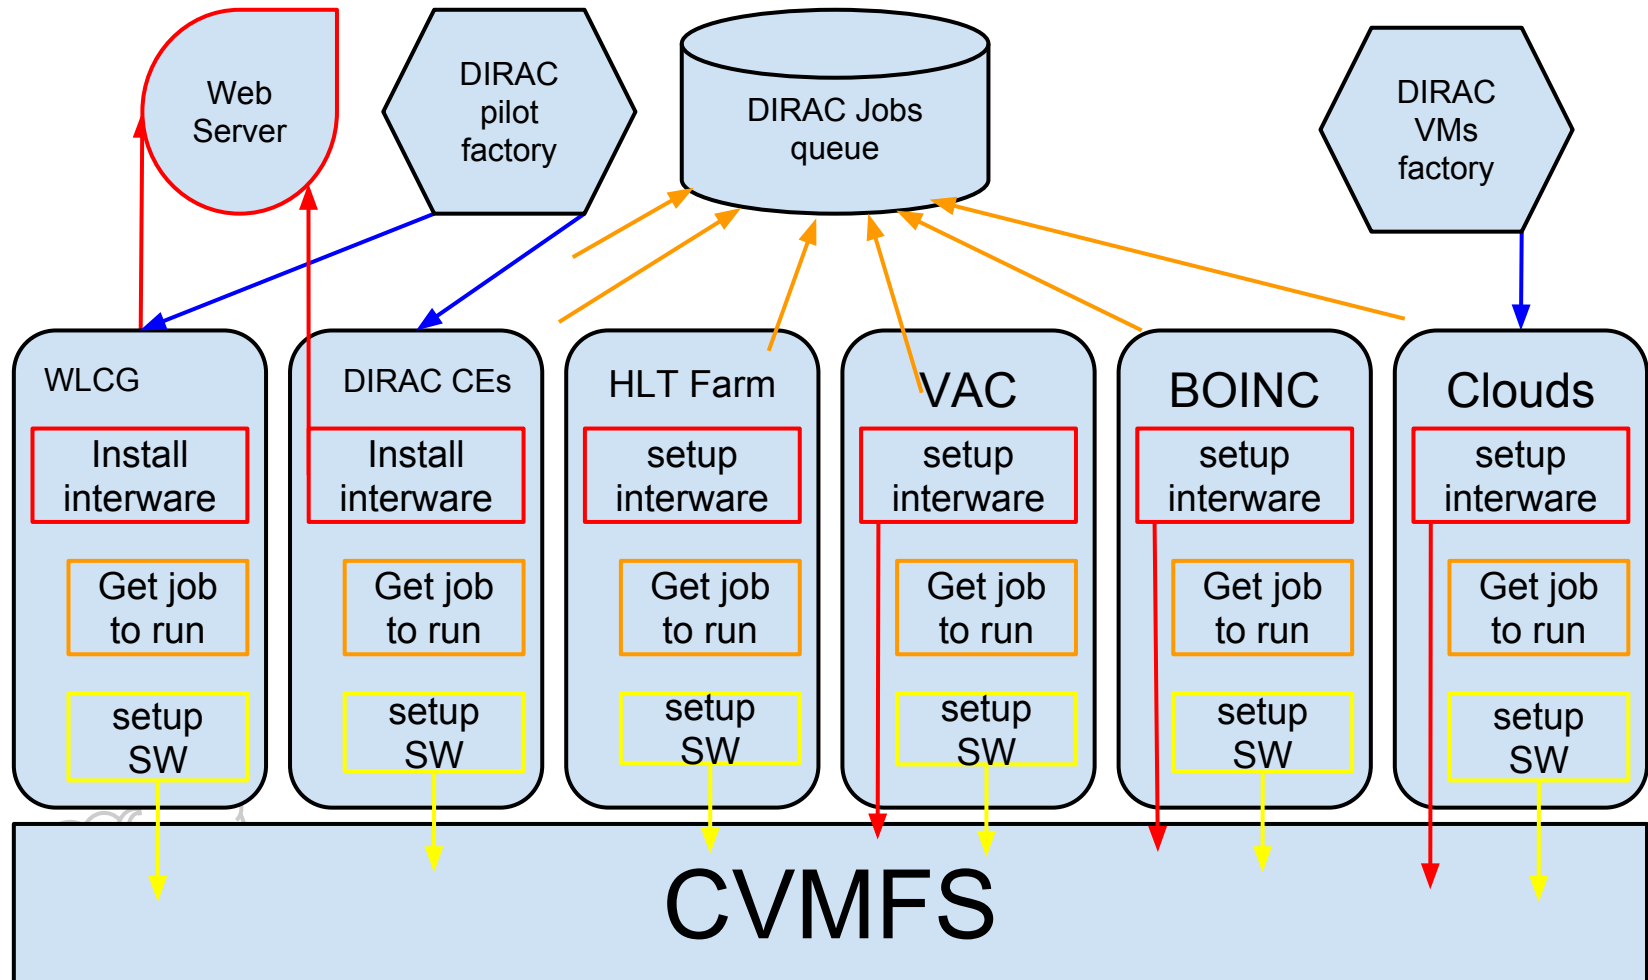 Web
Server
DIRAC
pilot
factory
DIRAC Jobs
queue
DIRAC
VMs
factory
WLCG
Install
interware
Get job
to run
setup
SW
DIRAC CEs
Install
interware
Get job
to run
setup
SW
HLT Farm
setup
interware
Get job
to run
setup
SW
VAC
setup
interware
Get job
to run
setup
SW
BOINC
setup
interware
Get job
to run
setup
SW
Clouds
setup
interware
Get job
to run
setup
SW
CVMFS